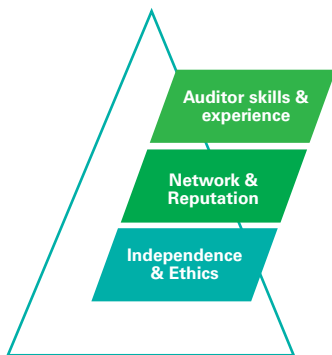 Auditor skills &
experience
Network &
Reputation
Independence
& Ethics